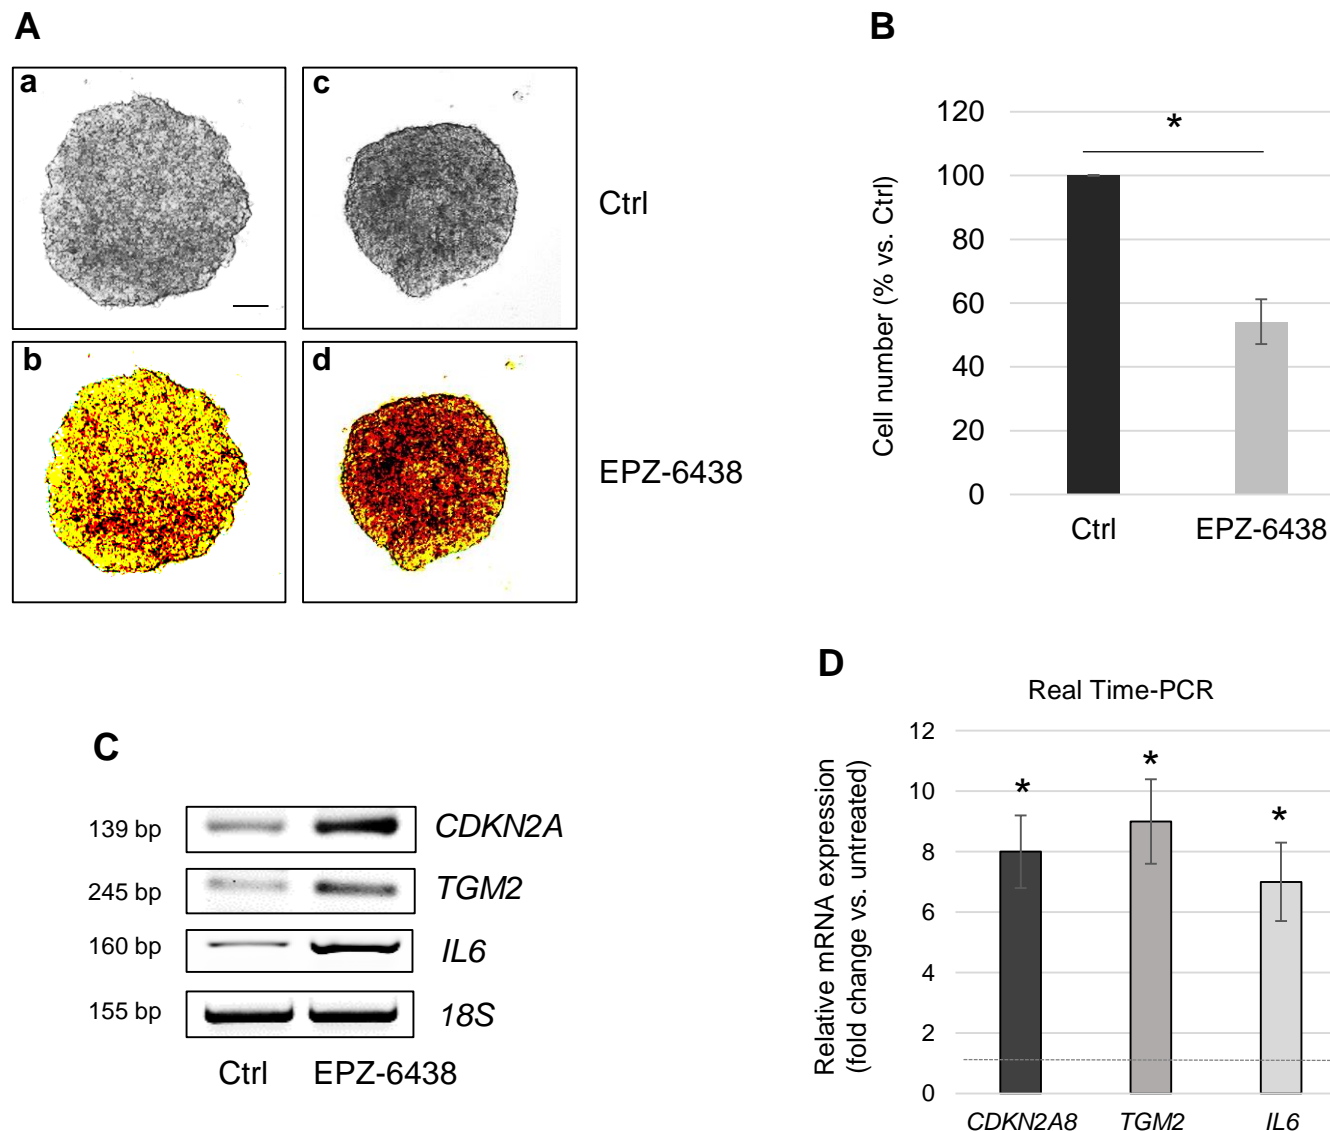 A
a
c
Ctrl
b
d
EPZ-6438
B
Cell number (% vs. Ctrl)
120
*
100
80
60
40
20
0
Ctrl
EPZ-6438
C
139 bp
CDKN2A
245 bp
TGM2
160 bp
IL6
155 bp
18S
Ctrl
EPZ-6438
D
Real Time-PCR
Relative mRNA expression
(fold change vs. untreated)
12
10
8
6
4
2
0
*
*
*
CDKN2A8
TGM2
IL6